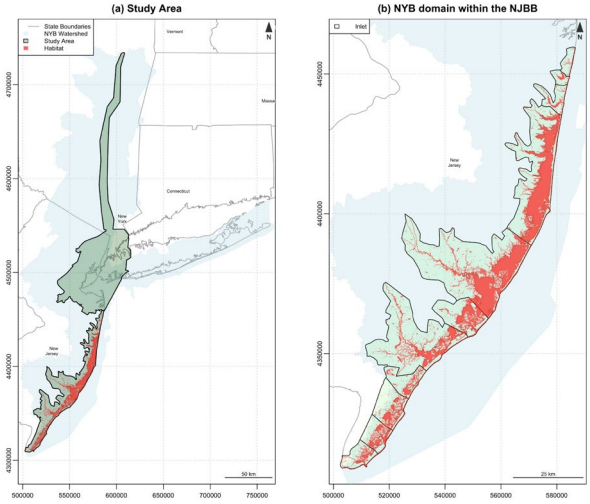 (a) Study Area
State Boundaries
NYB Watershed
Study Area
Habitat
N
Vermont
Massa
Connecticut
New
York
New
Jersey
50 km
4700000
4600000
4500000
4400000
4300000
500000 550000 600000 650000 700000 750000
(b) NYB domain within the NJBB
Inlet
N
New
Jersey
25 km
4450000
4400000
4350000
500000 520000 540000 560000 580000